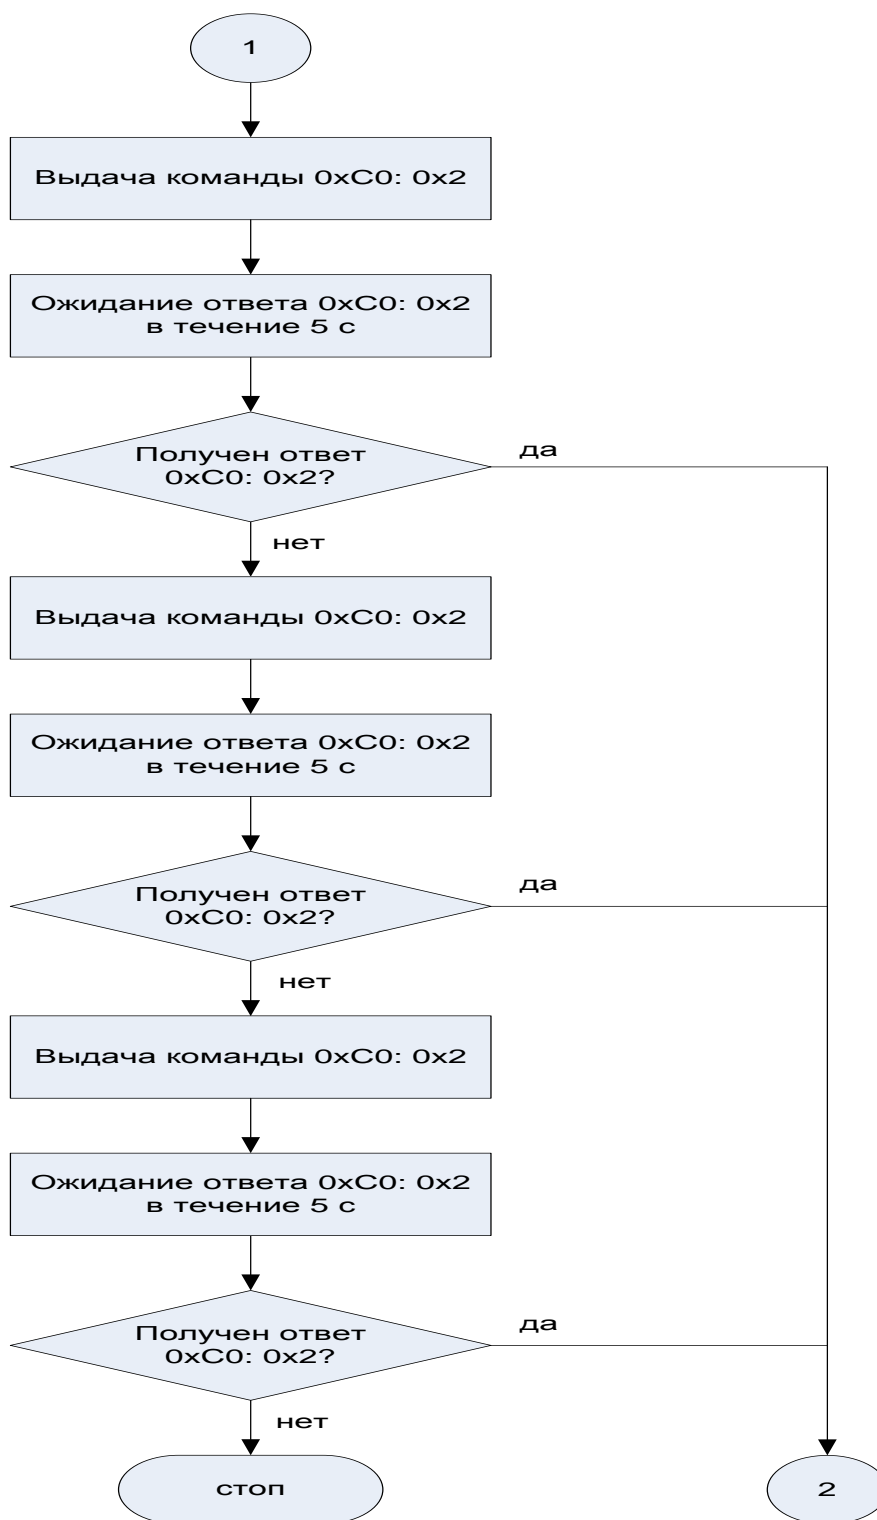 1
Выдача команды 0xC0: 0x2
Ожидание ответа 0xC0: 0x2
в течение 5 с
Получен ответ
0xC0: 0x2?
да
нет
Выдача команды 0xC0: 0x2
Ожидание ответа 0xC0: 0x2
в течение 5 с
Получен ответ
0xC0: 0x2?
да
нет
Выдача команды 0xC0: 0x2
Ожидание ответа 0xC0: 0x2
в течение 5 с
Получен ответ
0xC0: 0x2?
да
нет
стоп
2